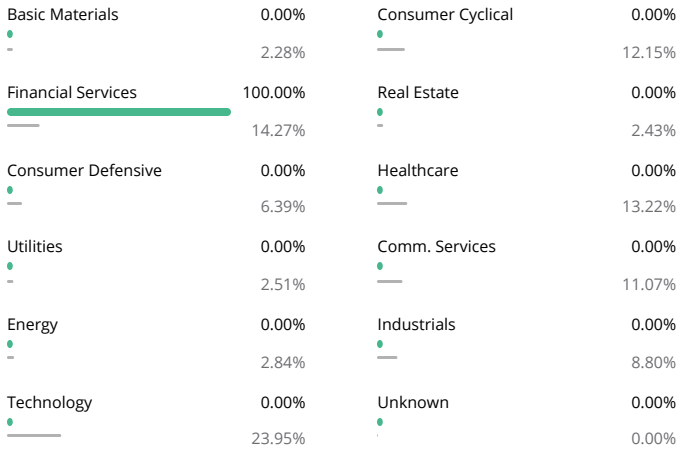 Basic Materials 0.00%
2.28%
Financial Services 100.00%
14.27%
Consumer Defensive 0.00%
6.39%
Utilities 0.00%
2.51%
Energy 0.00%
2.84%
Technology 0.00%
23.95%
Consumer Cyclical 0.00%
12.15%
Real Estate 0.00%
2.43%
Healthcare 0.00%
13.22%
Comm. Services 0.00%
11.07%
Industrials 0.00%
8.80%
Unknown 0.00%
0.00%